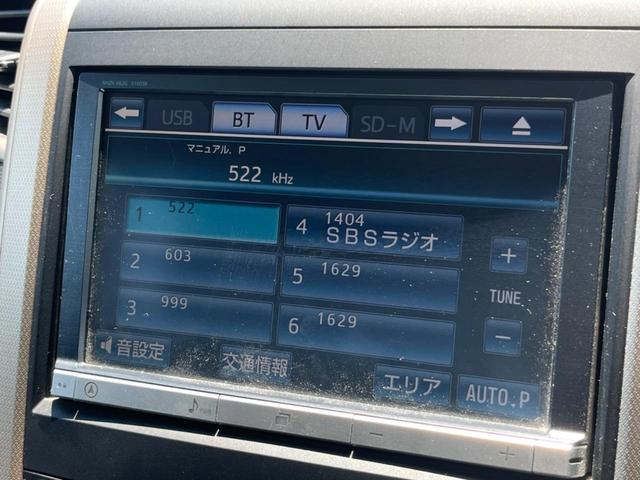 USB BT TV SD-M
マニュアル. P
522 kHz
1 522
4 1404 SBSラジオ
2 603
5 1629
3 999
6 1629
+
TUNE
−
音設定
交通情報
エリア
AUTO.P
− +